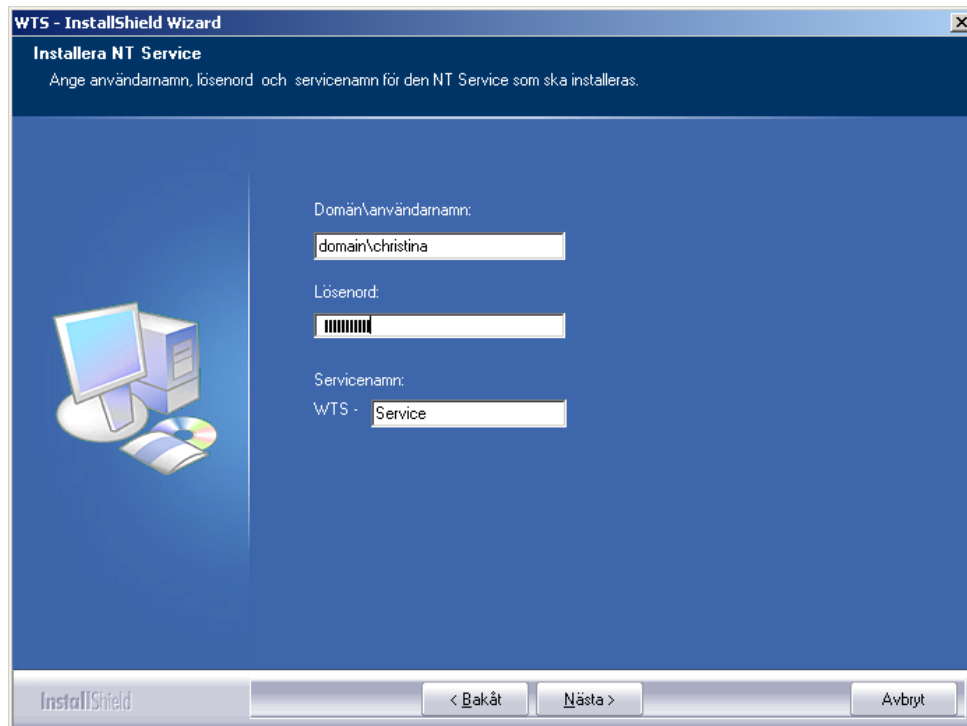 WTS - InstallShield Wizard
Installera NT Service
Ange användarnamn, lösenord och servicenamn för den NT Service som ska installeras.
Domän\användarnamn:
domain\christina
Lösenord:
Servicenamn:
WTS - Service
InstallShield
< Bakåt
Nästa >
Avbryt